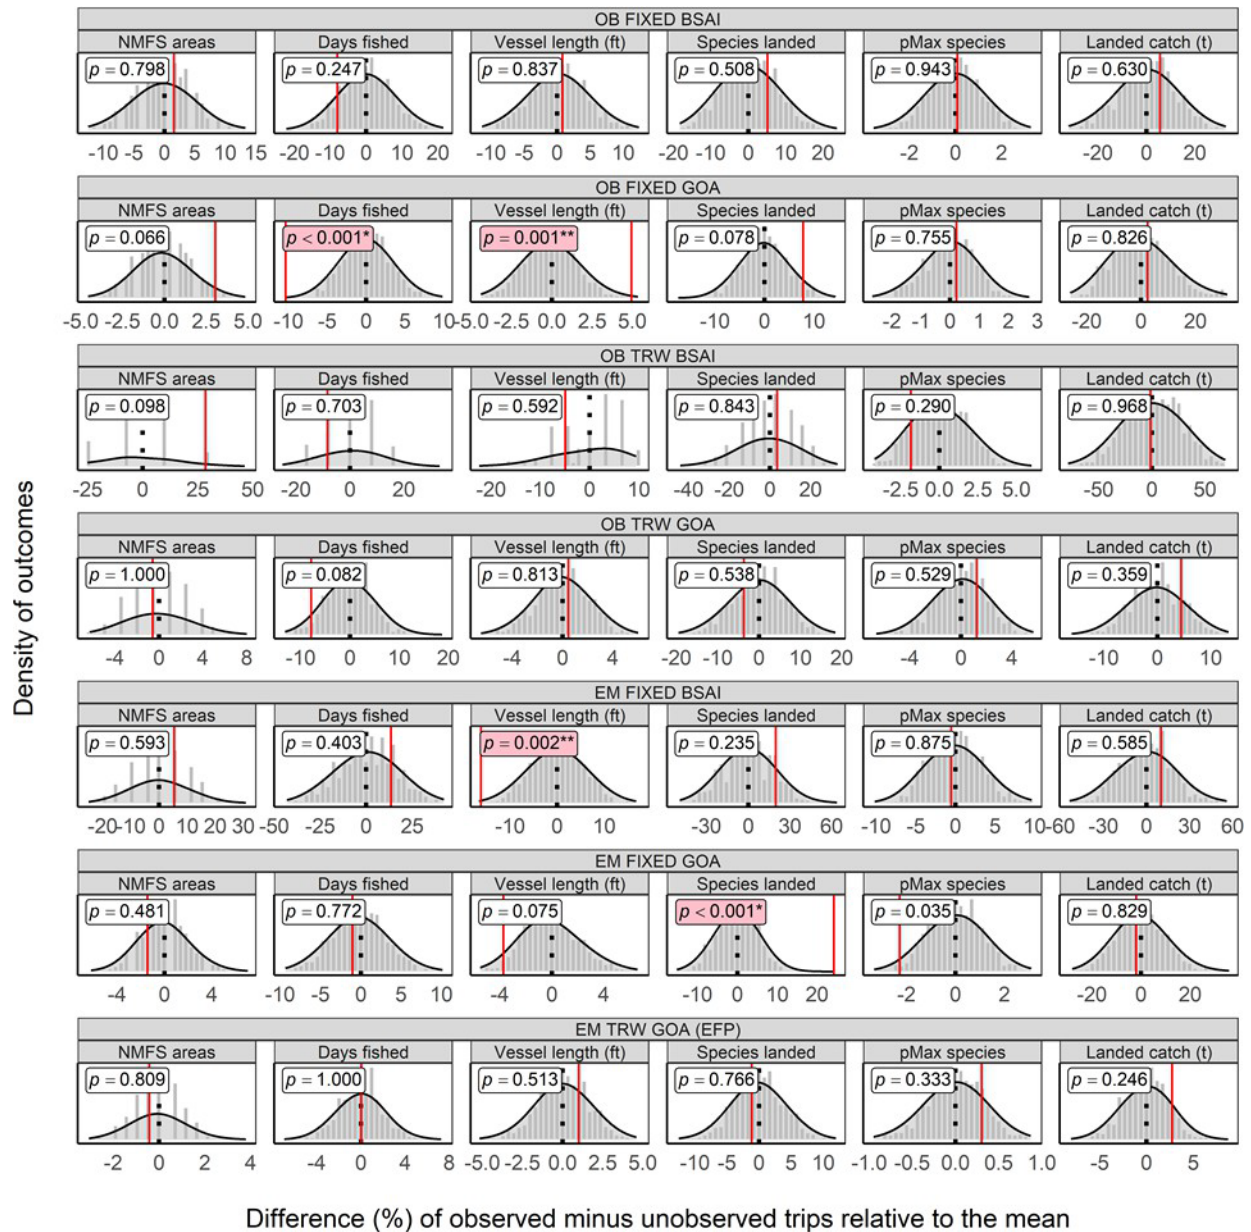 OB FIXED BSAI
NMFS areas Days fished Vessel length (ft) Species landed pMax species Landed catch (t)
p = 0.798 p = 0.247 p = 0.837 p = 0.508 p = 0.943 p = 0.630
-10 -5 0 5 10 15 -20 -10 0 10 20 -10 -5 0 5 10 -10 0 10 20 -2 0 2 -20 0 20
OB FIXED GOA
NMFS areas Days fished Vessel length (ft) Species landed pMax species Landed catch (t)
p = 0.066 p < 0.001* p = 0.001** p = 0.078 p = 0.755 p = 0.826
-5.0 -2.5 0.0 2.5 5.0 -10 -5 0 5 10 -5.0 -2.5 0.0 2.5 5.0 -10 0 10 -2 -1 0 1 2 3 -20 0 20
OB TRW BSAI
NMFS areas Days fished Vessel length (ft) Species landed pMax species Landed catch (t)
p = 0.098 p = 0.703 p = 0.592 p = 0.843 p = 0.290 p = 0.968
-25 0 25 50 -20 0 20 -20 -10 0 10 -40 -20 0 20 -2.5 0.0 2.5 5.0 -50 0 50
OB TRW GOA
NMFS areas Days fished Vessel length (ft) Species landed pMax species Landed catch (t)
p = 1.000 p = 0.082 p = 0.813 p = 0.538 p = 0.529 p = 0.359
-4 0 4 8 -10 0 10 20 -4 0 4 -20 -10 0 10 20 -4 0 4 -10 0 10
EM FIXED BSAI
NMFS areas Days fished Vessel length (ft) Species landed pMax species Landed catch (t)
p = 0.593 p = 0.403 p = 0.002** p = 0.235 p = 0.875 p = 0.585
-20 -10 0 10 20 30 -50 -25 0 25 -10 0 10 -30 0 30 60 -10 -5 0 5 10 -60 -30 0 30 60
EM FIXED GOA
NMFS areas Days fished Vessel length (ft) Species landed pMax species Landed catch (t)
p = 0.481 p = 0.772 p = 0.075 p < 0.001* p = 0.035 p = 0.829
-4 0 4 -10 -5 0 5 10 -4 0 4 -10 0 10 20 -2 0 2 -20 0 20
EM TRW GOA (EFP)
NMFS areas Days fished Vessel length (ft) Species landed pMax species Landed catch (t)
p = 0.809 p = 1.000 p = 0.513 p = 0.766 p = 0.333 p = 0.246
-2 0 2 4 -4 0 4 8 -5.0 -2.5 0.0 2.5 5.0 -10 -5 0 5 10 -1.0 -0.5 0.0 0.5 1.0 -5 0 5
Density of outcomes
Difference (%) of observed minus unobserved trips relative to the mean